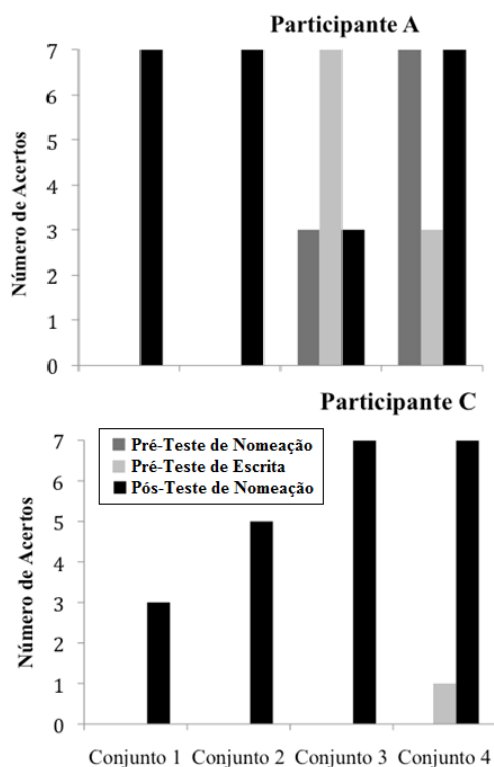 Participante A
Número de Acertos
7
6
5
4
3
2
1
0
Participante C
Número de Acertos
7
6
5
4
3
2
1
0
Pré-Teste de Nomeação
Pré-Teste de Escrita
Pós-Teste de Nomeação
Conjunto 1 Conjunto 2 Conjunto 3 Conjunto 4